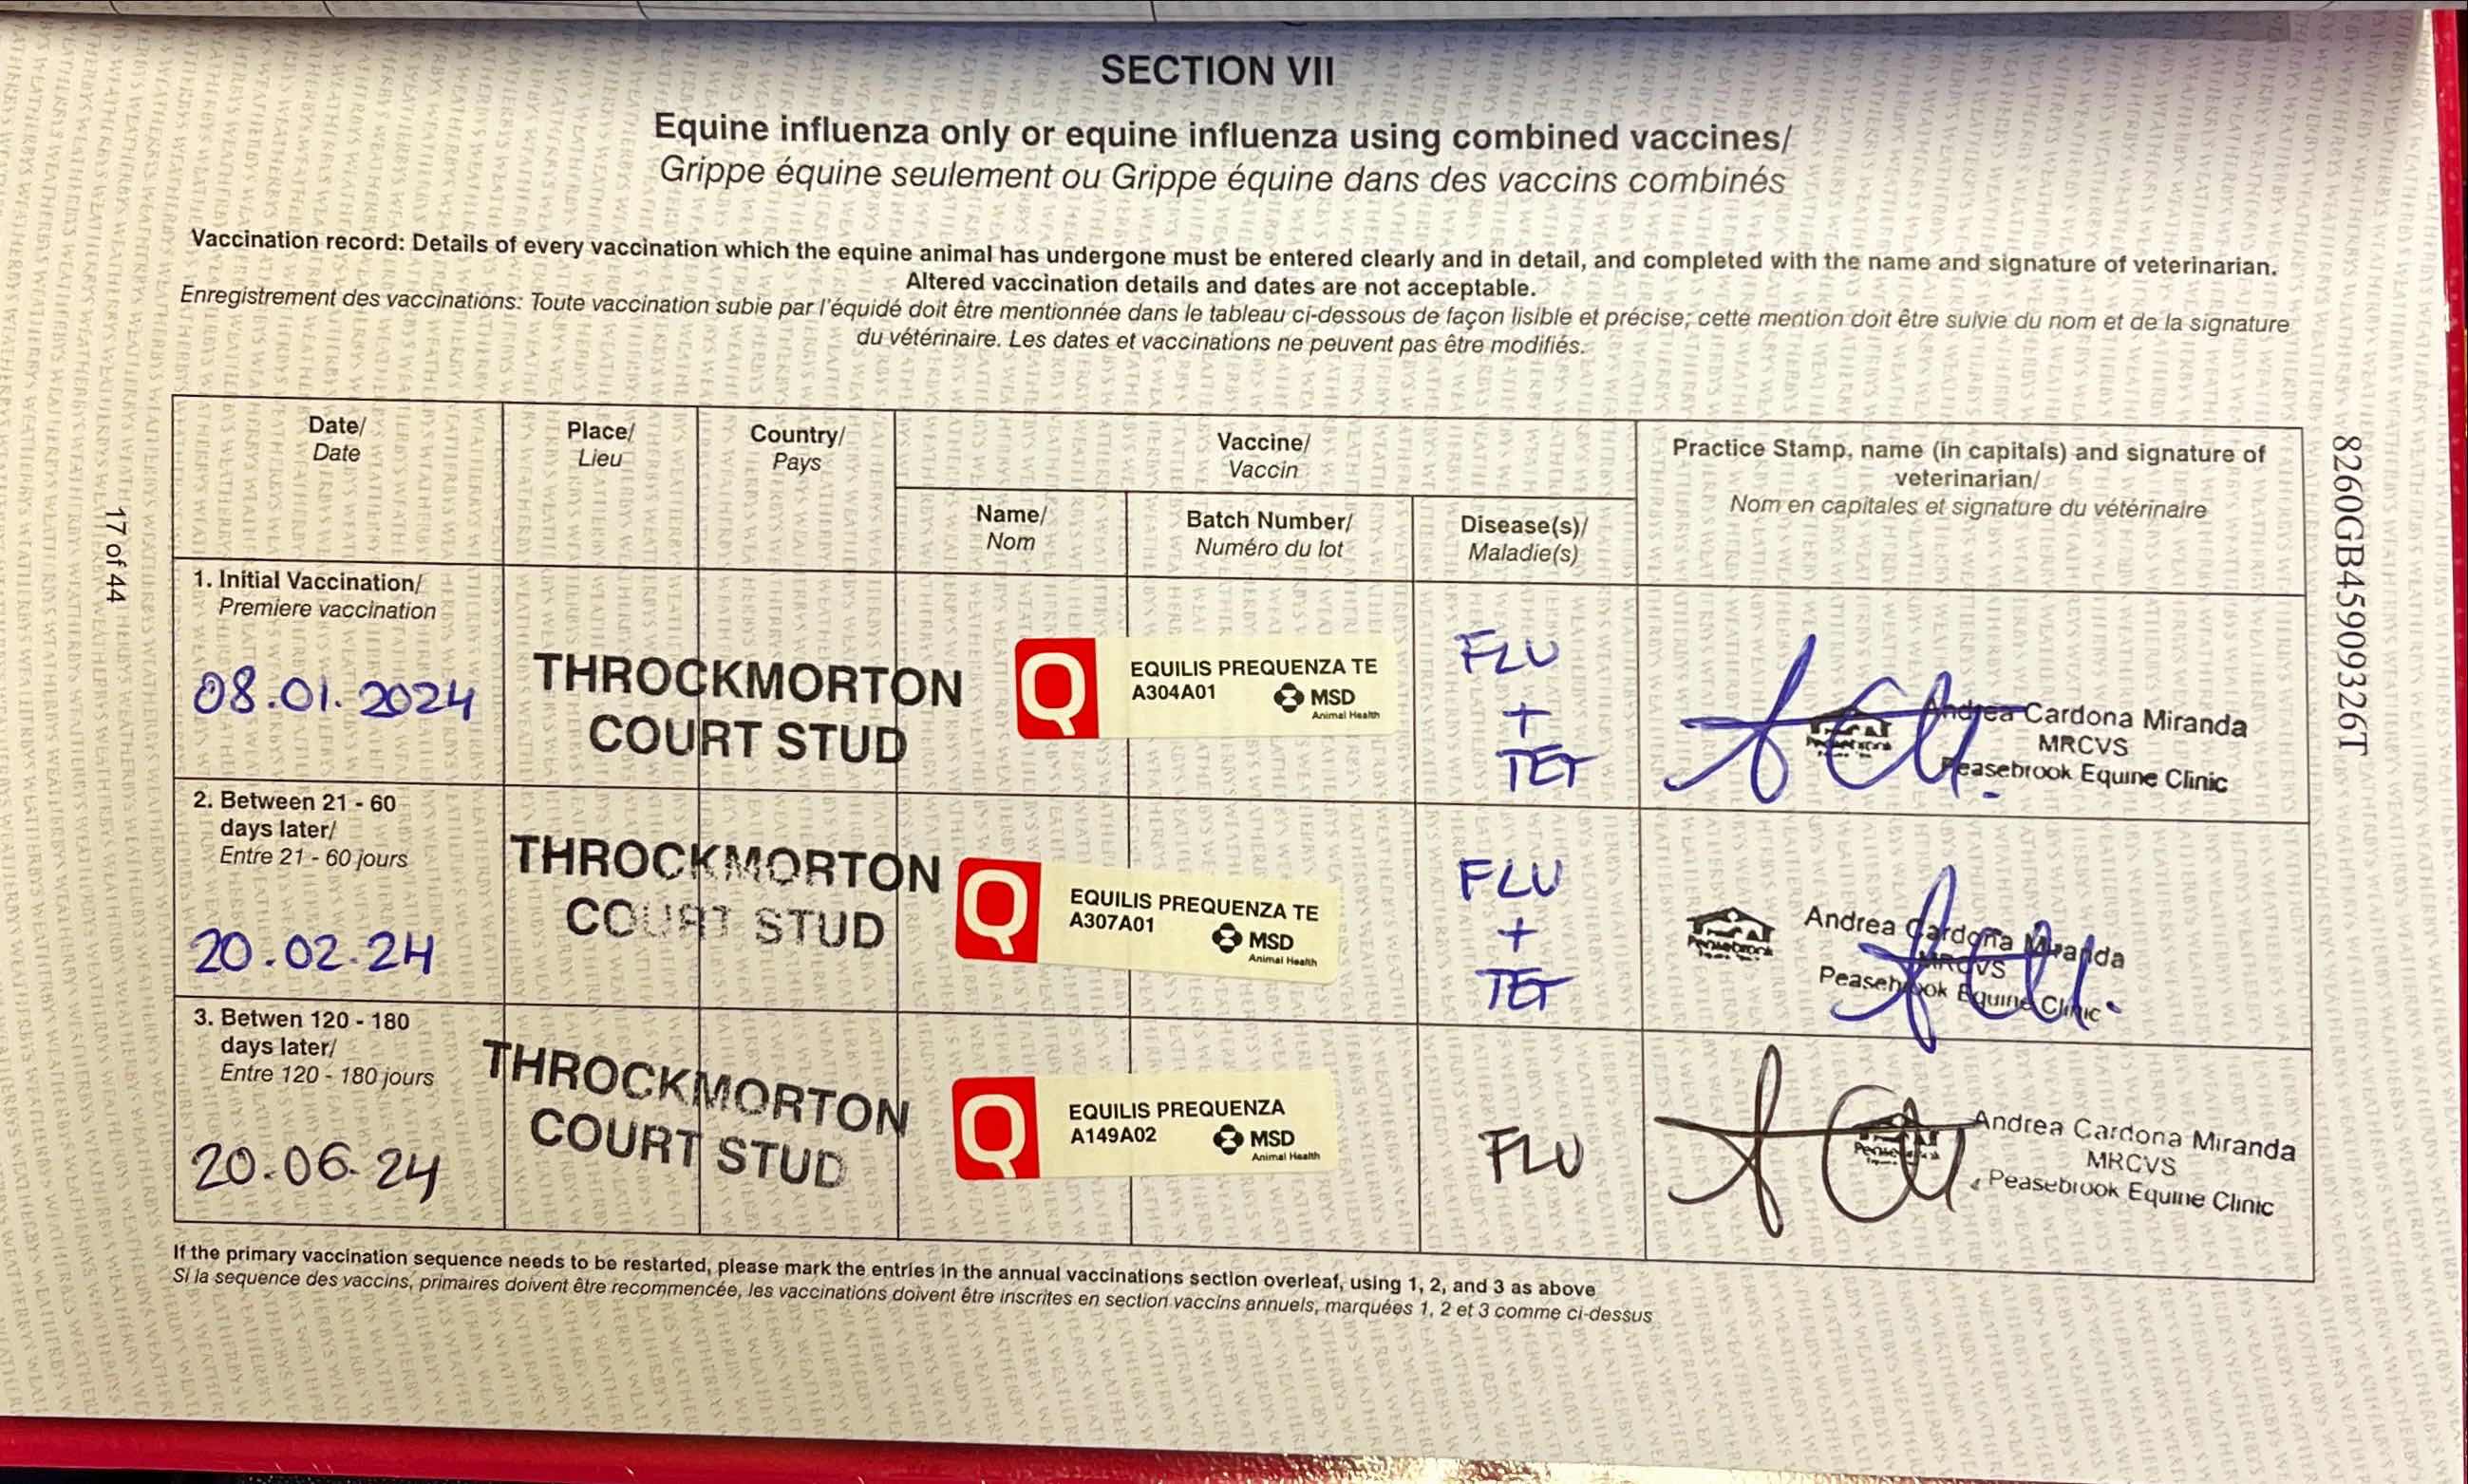 SECTION VII
Equine influenza only or equine influenza using combined vaccines/
Grippe équine seulement ou Grippe équine dans des vaccins combinés
Vaccination record: Details of every vaccination which the equine animal has undergone must be entered clearly and in detail, and completed with the name and signature of veterinarian.
Altered vaccination details and dates are not acceptable.
Enregistrement des vaccinations: Toute vaccination subie par l'équidé doit être mentionnée dans le tableau ci-dessous de façon lisible et précise; cette mention doit être suivie du nom et de la signature
du vétérinaire. Les dates et vaccinations ne peuvent pas être modifiés.
Date/
Date
Place/
Lieu
Country/
Pays
Vaccine/
Vaccin
Name/
Nom
Batch Number/
Numéro du lot
Disease(s)/
Maladie(s)
Practice Stamp, name (in capitals) and signature of
veterinarian/
Nom en capitales et signature du vétérinaire
1. Initial Vaccination/
Premiere vaccination
08.01.2024
THROCKMORTON
COURT STUD
Q
EQUILIS PREQUENZA TE
A304A01
MSD
Animal Health
FLU
+
TET
Andrea Cardona Miranda
MRCVS
Peasebrook Equine Clinic
2. Between 21 - 60
days later/
Entre 21 - 60 jours
20.02.24
THROCKMORTON
COURT STUD
Q
EQUILIS PREQUENZA TE
A307A01
MSD
Animal Health
FLU
+
TET
Peasebrook
Andrea Cardona Miranda
MRCVS
Peasebrook Equine Clinic
3. Betwen 120 - 180
days later/
Entre 120 - 180 jours
20.06.24
THROCKMORTON
COURT STUD
Q
EQUILIS PREQUENZA
A149A02
MSD
Animal Health
FLU
Andrea Cardona Miranda
MRCVS
Peasebrook Equine Clinic
If the primary vaccination sequence needs to be restarted, please mark the entries in the annual vaccinations section overleaf, using 1, 2, and 3 as above
Si la sequence des vaccins, primaires doivent être recommencée, les vaccinations doivent être inscrites en section vaccins annuels, marquées 1, 2 et 3 comme ci-dessus
17 of 44
8260GB45909326T